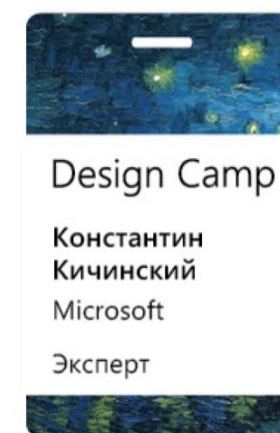 Design Camp
Константин
Кичинский
Microsoft
Эксперт